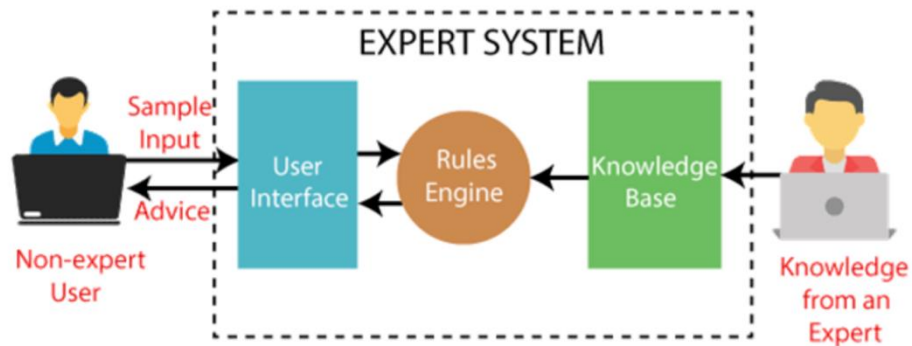 EXPERT SYSTEM
Sample
Input
Advice
Non-expert
User
User
Interface
Rules
Engine
Knowledge
Base
Knowledge
from an
Expert